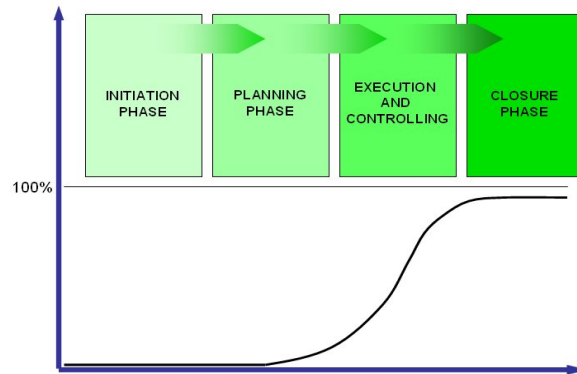 INITIATION
PHASE
PLANNING
PHASE
EXECUTION
AND
CONTROLLING
CLOSURE
PHASE
100%